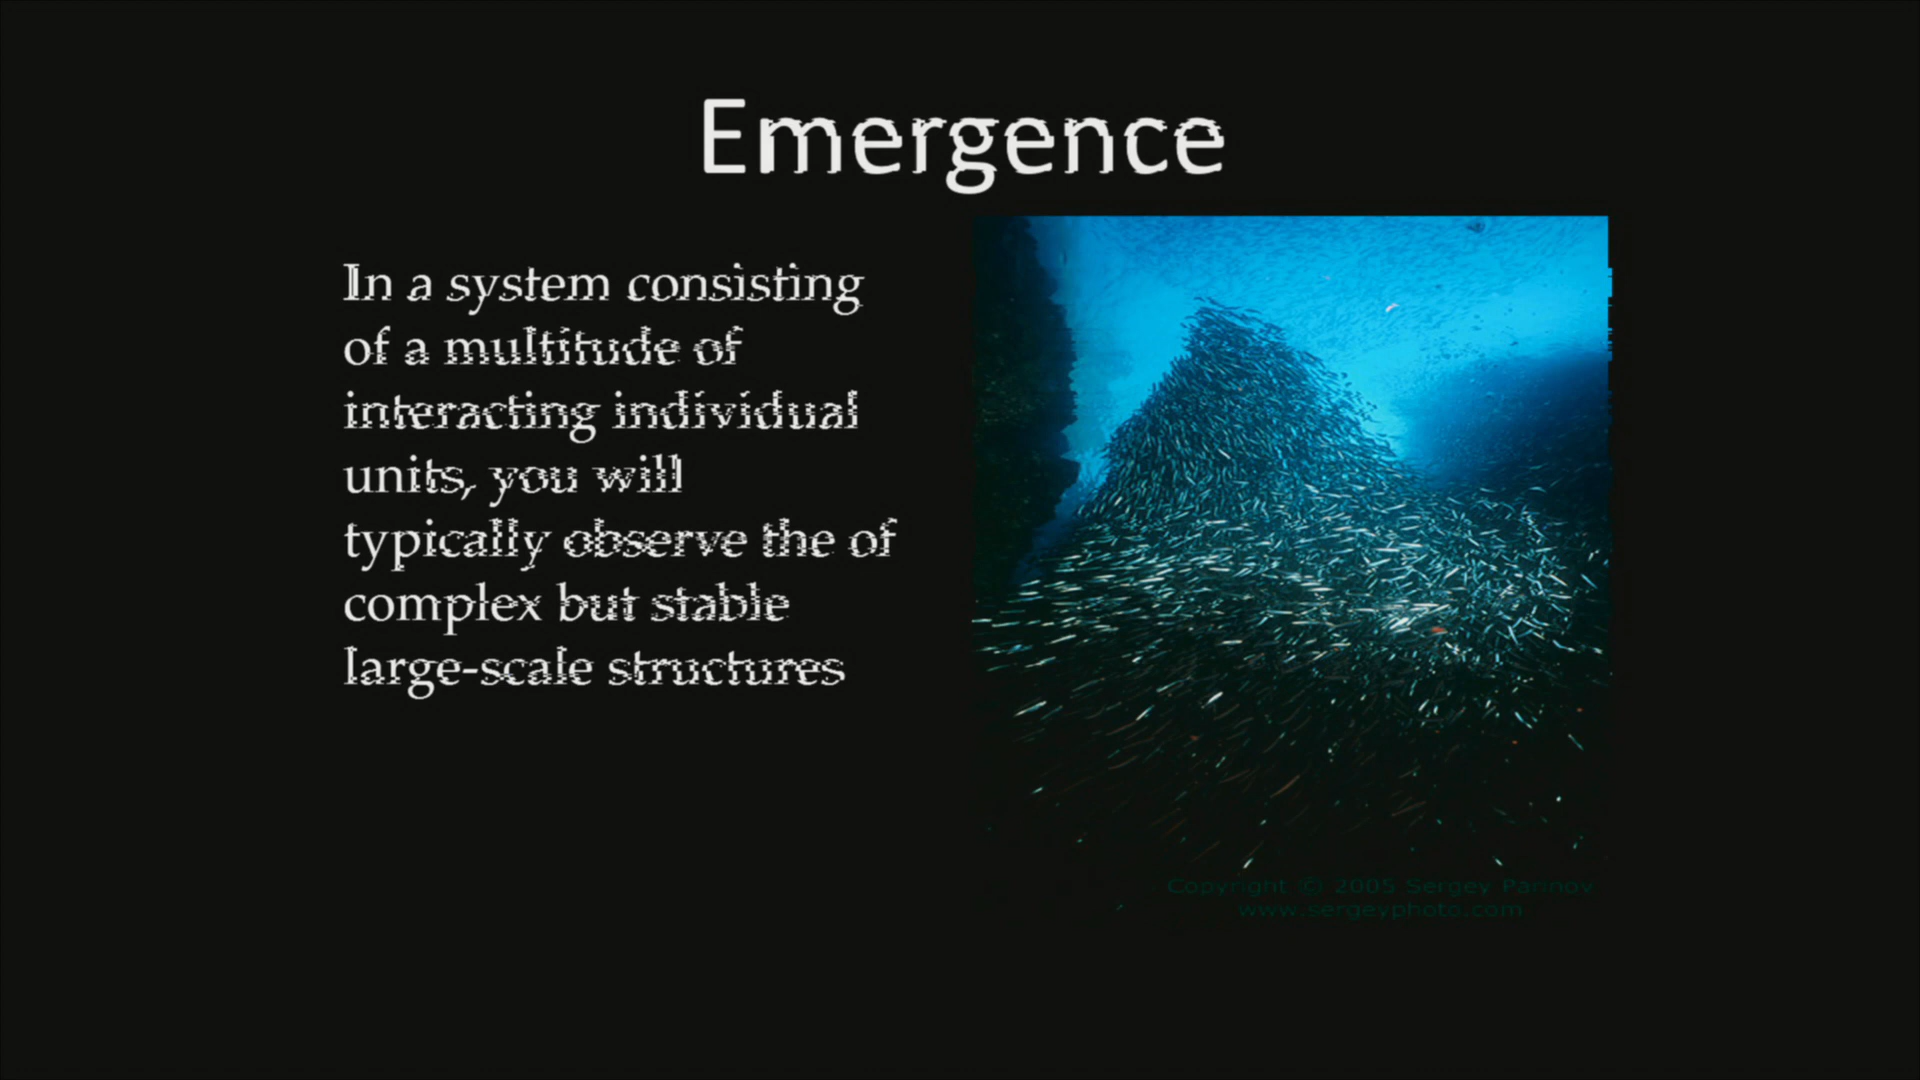 Emergence
In a system consisting
of a multitude of
interacting individual
units, you will
typically observe the of
complex but stable
large-scale structures
Copyright © 2005 Sergey Parinov
www.sergeyphoto.com